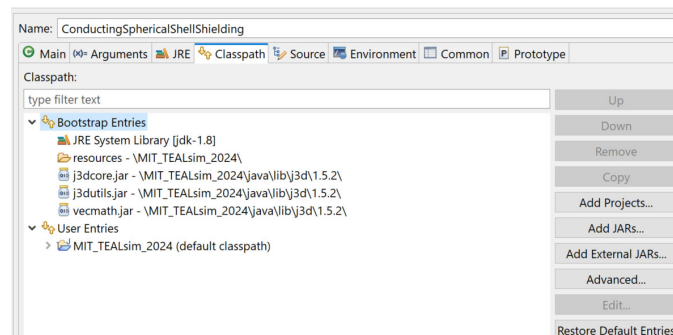 Name: ConductingSphericalShellShielding
Main (x)= Arguments JRE Classpath Source Environment Common Prototype
Classpath:
type filter text
Up
Bootstrap Entries
Down
JRE System Library [jdk-1.8]
Remove
resources - \MIT_TEALsim_2024\
Copy
j3dcore.jar - \MIT_TEALsim_2024\java\lib\j3d\1.5.2\
j3dutils.jar - \MIT_TEALsim_2024\java\lib\j3d\1.5.2\
Add Projects...
vecmath.jar - \MIT_TEALsim_2024\java\lib\j3d\1.5.2\
Add JARs...
User Entries
MIT_TEALsim_2024 (default classpath)
Add External JARs...
Advanced...
Edit...
Restore Default Entries